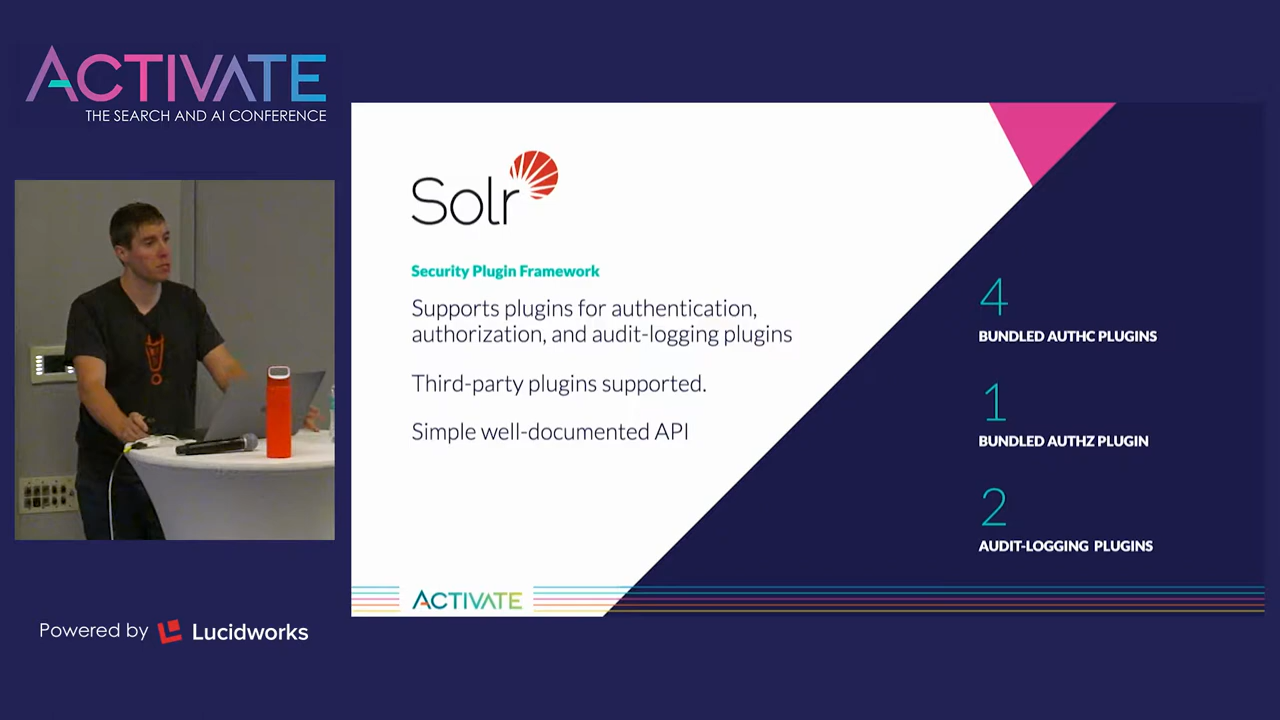 ACTIVATE
THE SEARCH AND AI CONFERENCE
Solr
Security Plugin Framework
Supports plugins for authentication,
authorization, and audit-logging plugins
Third-party plugins supported.
Simple well-documented API
4
BUNDLED AUTHC PLUGINS
1
BUNDLED AUTHZ PLUGIN
2
AUDIT-LOGGING PLUGINS
ACTIVATE
Powered by Lucidworks